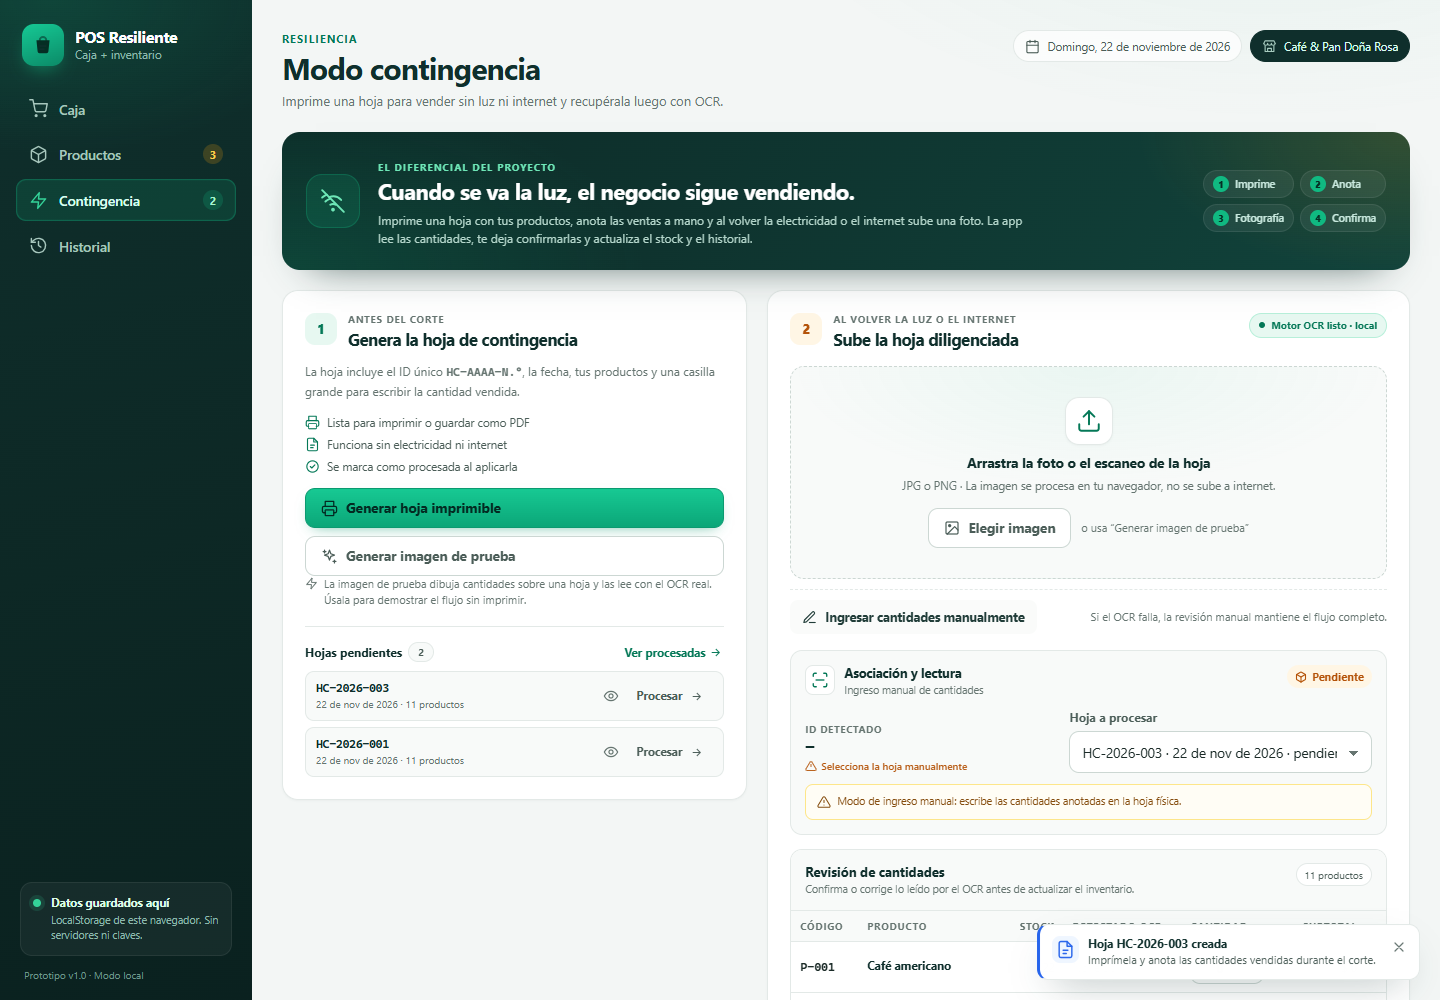 POS Resiliente
Caja + inventario
Caja
Productos
3
Contingencia
2
Historial
Datos guardados aquí
LocalStorage de este navegador. Sin
servidores ni claves.
Prototipo v1.0 · Modo local
RESILIENCIA
Modo contingencia
Imprime una hoja para vender sin luz ni internet y recupérala luego con OCR.
Domingo, 22 de noviembre de 2026
Café & Pan Doña Rosa
EL DIFERENCIAL DEL PROYECTO
Cuando se va la luz, el negocio sigue vendiendo.
Imprime una hoja con tus productos, anota las ventas a mano y al volver la electricidad o el internet sube una foto. La app
lee las cantidades, te deja confirmarlas y actualiza el stock y el historial.
1 Imprime
2 Anota
3 Fotografía
4 Confirma
1
ANTES DEL CORTE
Genera la hoja de contingencia
La hoja incluye el ID único HC-AAAA-N.º, la fecha, tus productos y una casilla
grande para escribir la cantidad vendida.
Lista para imprimir o guardar como PDF
Funciona sin electricidad ni internet
Se marca como procesada al aplicarla
Generar hoja imprimible
Generar imagen de prueba
La imagen de prueba dibuja cantidades sobre una hoja y las lee con el OCR real.
Úsala para demostrar el flujo sin imprimir.
Hojas pendientes 2
Ver procesadas →
HC-2026-003
22 de nov de 2026 · 11 productos
Procesar →
HC-2026-001
22 de nov de 2026 · 11 productos
Procesar →
2
AL VOLVER LA LUZ O EL INTERNET
Sube la hoja diligenciada
Motor OCR listo · local
Arrastra la foto o el escaneo de la hoja
JPG o PNG · La imagen se procesa en tu navegador, no se sube a internet.
Elegir imagen
o usa "Generar imagen de prueba"
Ingresar cantidades manualmente
Si el OCR falla, la revisión manual mantiene el flujo completo.
Asociación y lectura
Ingreso manual de cantidades
Pendiente
ID DETECTADO
—
Selecciona la hoja manualmente
Hoja a procesar
HC-2026-003 · 22 de nov de 2026 · pendier
Modo de ingreso manual: escribe las cantidades anotadas en la hoja física.
Revisión de cantidades
Confirma o corrige lo leído por el OCR antes de actualizar el inventario.
11 productos
CÓDIGO PRODUCTO
P-001 Café americano
Hoja HC-2026-003 creada
Imprímela y anota las cantidades vendidas durante el corte.